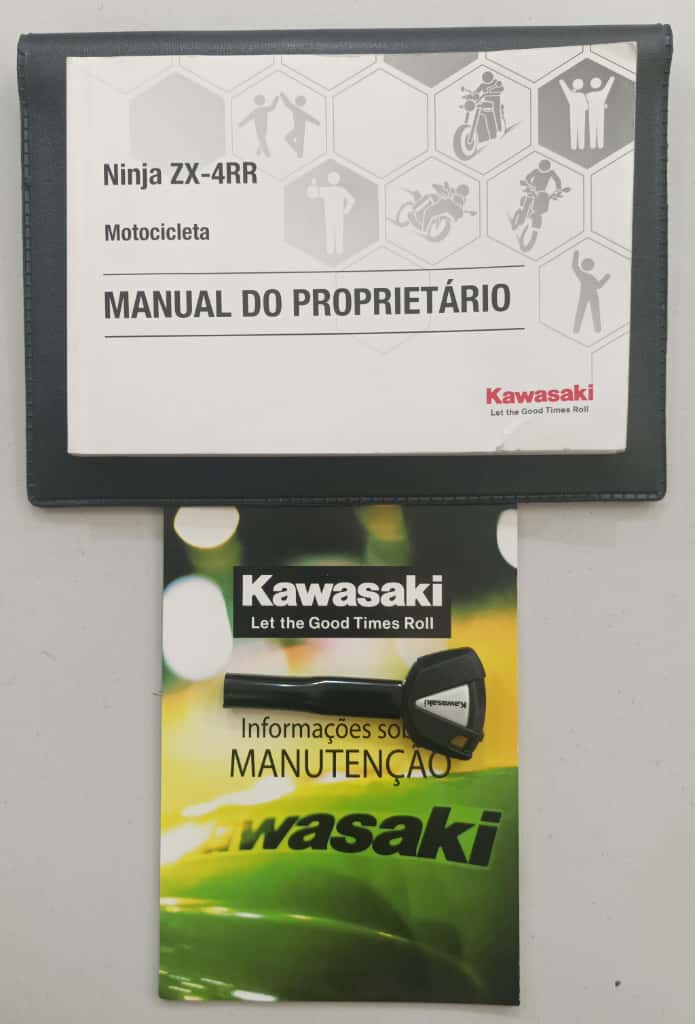 Ninja ZX-4RR
Motocicleta
MANUAL DO PROPRIETÁRIO
Kawasaki
Let the Good Times Roll
Kawasaki
Let the Good Times Roll
Kawasaki
Informações
MANUTENÇÃO
wasaki